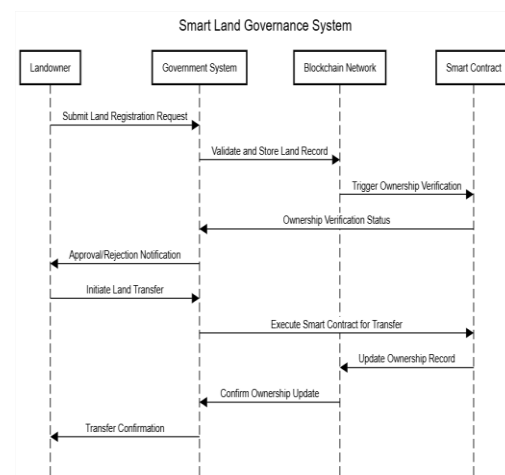 Smart Land Governance System
Landowner
Government System
Blockchain Network
Smart Contract
Submit Land Registration Request
Validate and Store Land Record
Trigger Ownership Verification
Ownership Verification Status
Approval/Rejection Notification
Initiate Land Transfer
Execute Smart Contract for Transfer
Update Ownership Record
Confirm Ownership Update
Transfer Confirmation